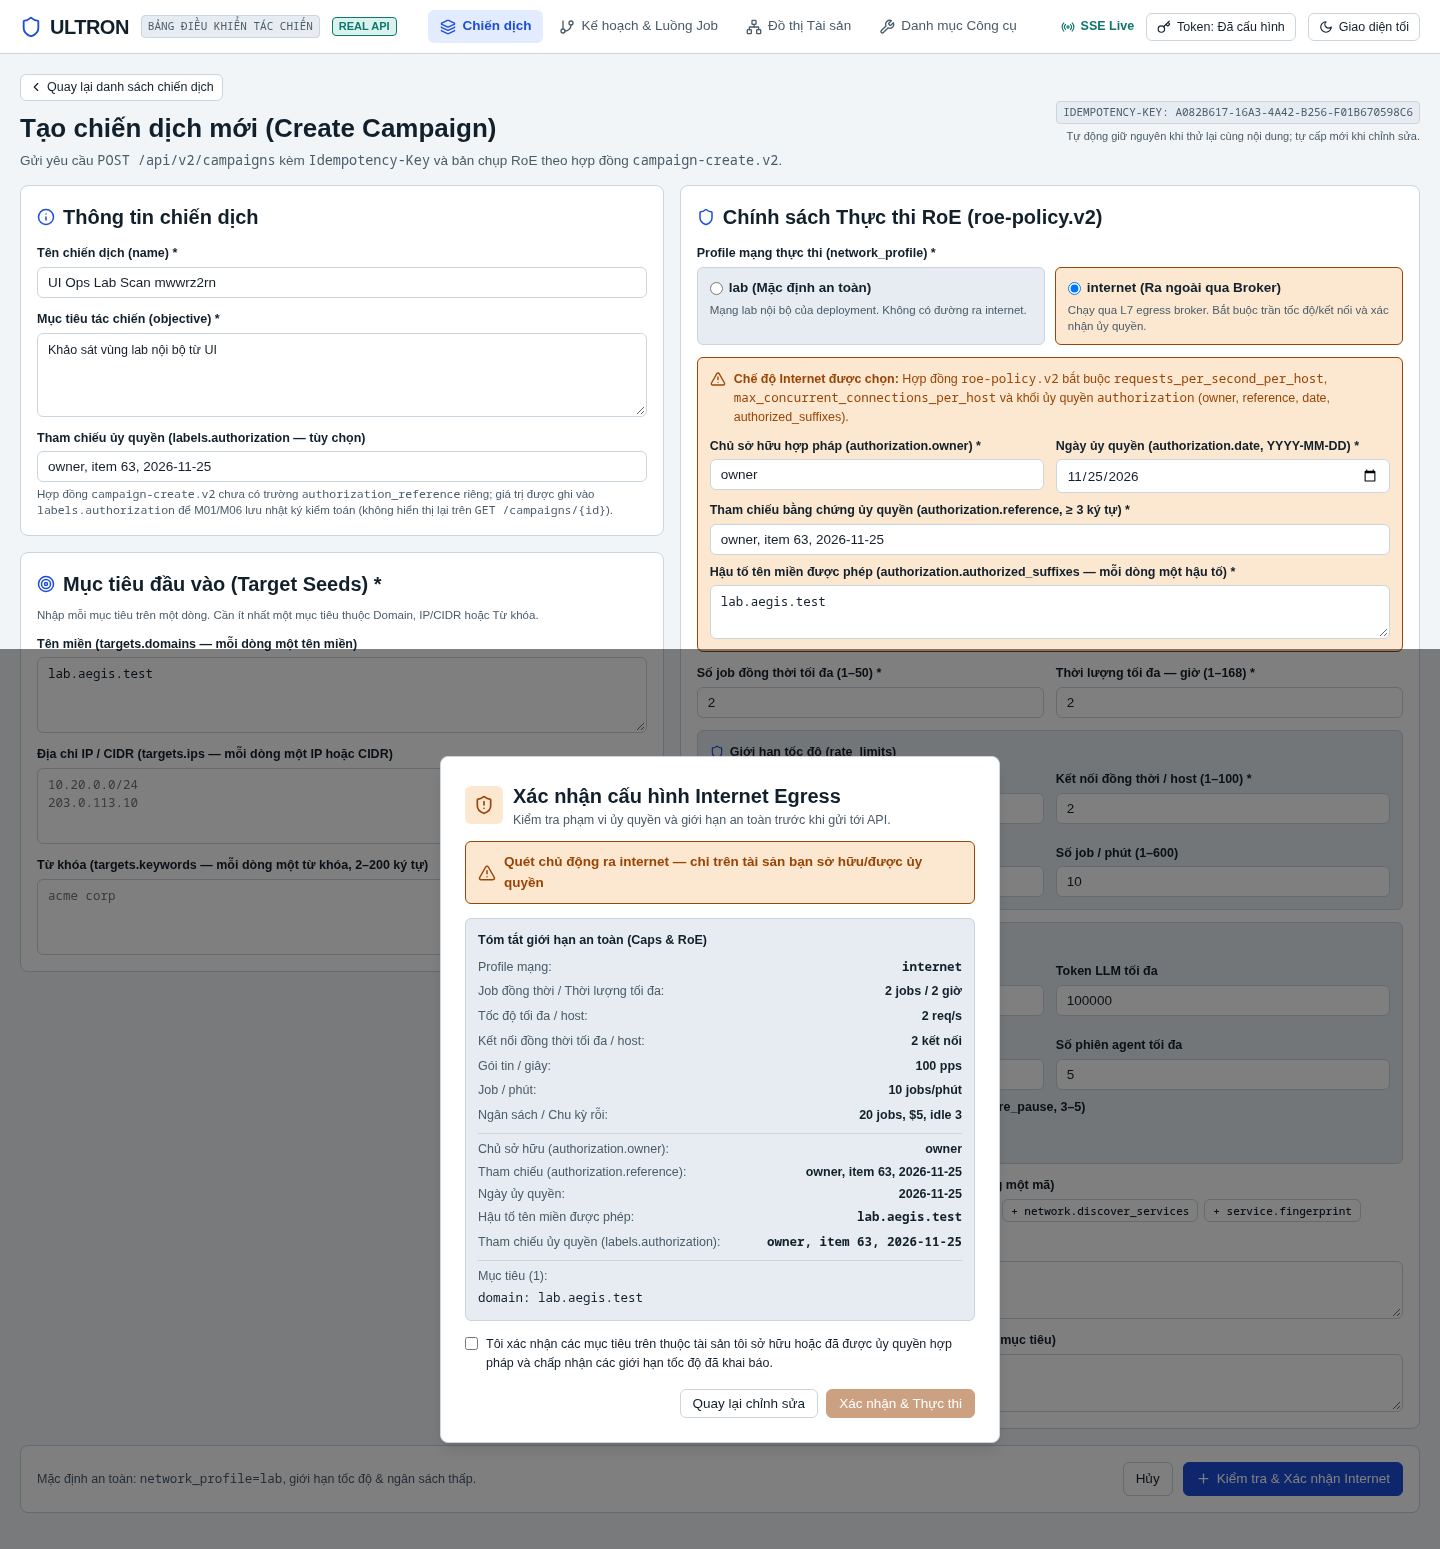 ULTRON
BẢNG ĐIỀU KHIỂN TÁC CHIẾN
REAL API
Chiến dịch
Kế hoạch & Luồng Job
Đồ thị Tài sản
Danh mục Công cụ
SSE Live
Token: Đã cấu hình
Giao diện tối
Quay lại danh sách chiến dịch
Tạo chiến dịch mới (Create Campaign)
Gửi yêu cầu POST /api/v2/campaigns kèm Idempotency-Key và bản chụp RoE theo hợp đồng campaign-create.v2.
IDEMPOTENCY-KEY: A082B617-16A3-4A42-B256-F01B670598C6
Tự động giữ nguyên khi thử lại cùng nội dung; tự cấp mới khi chỉnh sửa.
Thông tin chiến dịch
Tên chiến dịch (name) *
UI Ops Lab Scan mwwrz2rn
Mục tiêu tác chiến (objective) *
Khảo sát vùng lab nội bộ từ UI
Tham chiếu ủy quyền (labels.authorization — tùy chọn)
owner, item 63, 2026-11-25
Hợp đồng campaign-create.v2 chưa có trường authorization_reference riêng; giá trị được ghi vào
labels.authorization để M01/M06 lưu nhật ký kiểm toán (không hiển thị lại trên GET /campaigns/{id}).
Mục tiêu đầu vào (Target Seeds) *
Nhập mỗi mục tiêu trên một dòng. Cần ít nhất một mục tiêu thuộc Domain, IP/CIDR hoặc Từ khóa.
Tên miền (targets.domains — mỗi dòng một tên miền)
lab.aegis.test
Địa chỉ IP / CIDR (targets.ips — mỗi dòng một IP hoặc CIDR)
10.20.0.0/24
203.0.113.10
Từ khóa (targets.keywords — mỗi dòng một từ khóa, 2–200 ký tự)
acme corp
Chính sách Thực thi RoE (roe-policy.v2)
Profile mạng thực thi (network_profile) *
lab (Mặc định an toàn)
Mạng lab nội bộ của deployment. Không có đường ra internet.
internet (Ra ngoài qua Broker)
Chạy qua L7 egress broker. Bắt buộc trần tốc độ/kết nối và xác
nhận ủy quyền.
Chế độ Internet được chọn: Hợp đồng roe-policy.v2 bắt buộc requests_per_second_per_host,
max_concurrent_connections_per_host và khối ủy quyền authorization (owner, reference, date,
authorized_suffixes).
Chủ sở hữu hợp pháp (authorization.owner) *
owner
Ngày ủy quyền (authorization.date, YYYY-MM-DD) *
11/25/2026
Tham chiếu bằng chứng ủy quyền (authorization.reference, ≥ 3 ký tự) *
owner, item 63, 2026-11-25
Hậu tố tên miền được phép (authorization.authorized_suffixes — mỗi dòng một hậu tố) *
lab.aegis.test
Số job đồng thời tối đa (1–50) *
2
Thời lượng tối đa — giờ (1–168) *
2
Giới hạn tốc độ (rate_limits)
Kết nối đồng thời / host (1–100) *
2
Số job / phút (1–600)
10
Token LLM tối đa
100000
Số phiên agent tối đa
5
re_pause, 3–5)
g một mã)
+ network.discover_services
+ service.fingerprint
mục tiêu)
Xác nhận cấu hình Internet Egress
Kiểm tra phạm vi ủy quyền và giới hạn an toàn trước khi gửi tới API.
Quét chủ động ra internet — chỉ trên tài sản bạn sở hữu/được ủy
quyền
Tóm tắt giới hạn an toàn (Caps & RoE)
Profile mạng: internet
Job đồng thời / Thời lượng tối đa: 2 jobs / 2 giờ
Tốc độ tối đa / host: 2 req/s
Kết nối đồng thời tối đa / host: 2 kết nối
Gói tin / giây: 100 pps
Job / phút: 10 jobs/phút
Ngân sách / Chu kỳ rỗi: 20 jobs, $5, idle 3
Chủ sở hữu (authorization.owner): owner
Tham chiếu (authorization.reference): owner, item 63, 2026-11-25
Ngày ủy quyền: 2026-11-25
Hậu tố tên miền được phép: lab.aegis.test
Tham chiếu ủy quyền (labels.authorization): owner, item 63, 2026-11-25
Mục tiêu (1):
domain: lab.aegis.test
Tôi xác nhận các mục tiêu trên thuộc tài sản tôi sở hữu hoặc đã được ủy quyền hợp
pháp và chấp nhận các giới hạn tốc độ đã khai báo.
Quay lại chỉnh sửa
Xác nhận & Thực thi
Mặc định an toàn: network_profile=lab, giới hạn tốc độ & ngân sách thấp.
Hủy
Kiểm tra & Xác nhận Internet